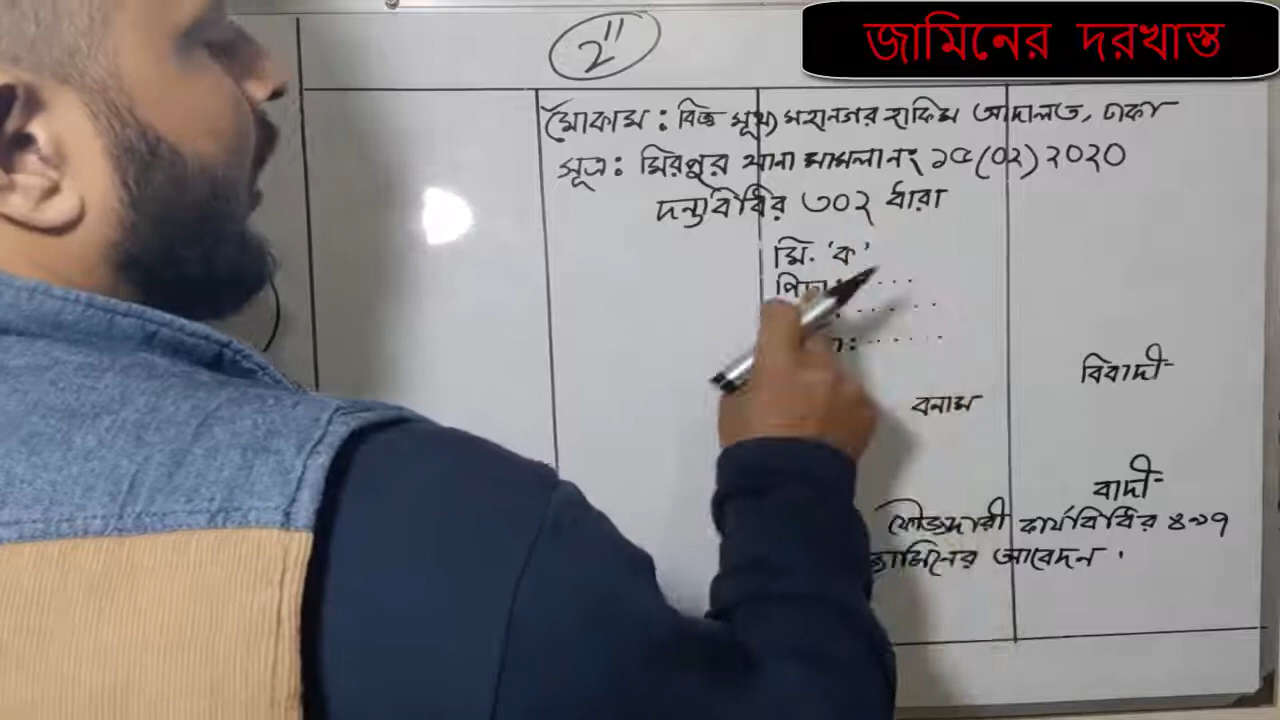 জামিনের দরখাস্ত
2"
মোকাম: বিজ্ঞ মূখ্য মহানগর হাকিম আদালত, ঢাকা
সূত্র: মিরপুর থানা মামলা নং ১৫(০২)২০২০
দন্ডবিধির ৩০২ ধারা
মি. 'ক'
পিতা: . . .
: . . . . .
: . . . . .
বিবাদী
বনাম
বাদী
ফৌজদারী কার্যবিধির ৪৯৭
জামিনের আবেদন .